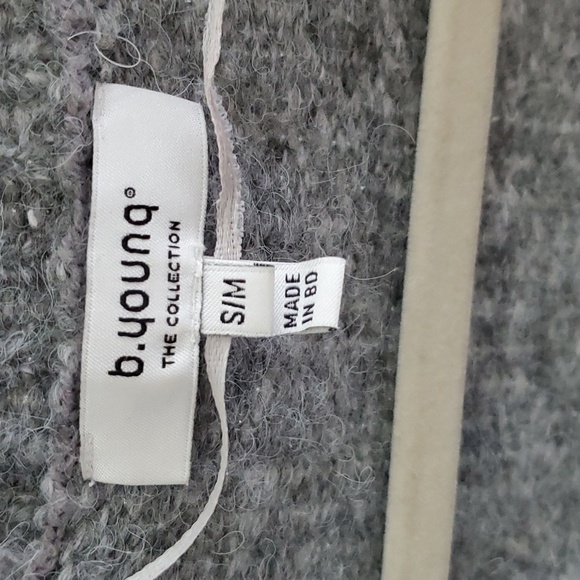 b.young®
THE COLLECTION
S/M
MADE
IN BD